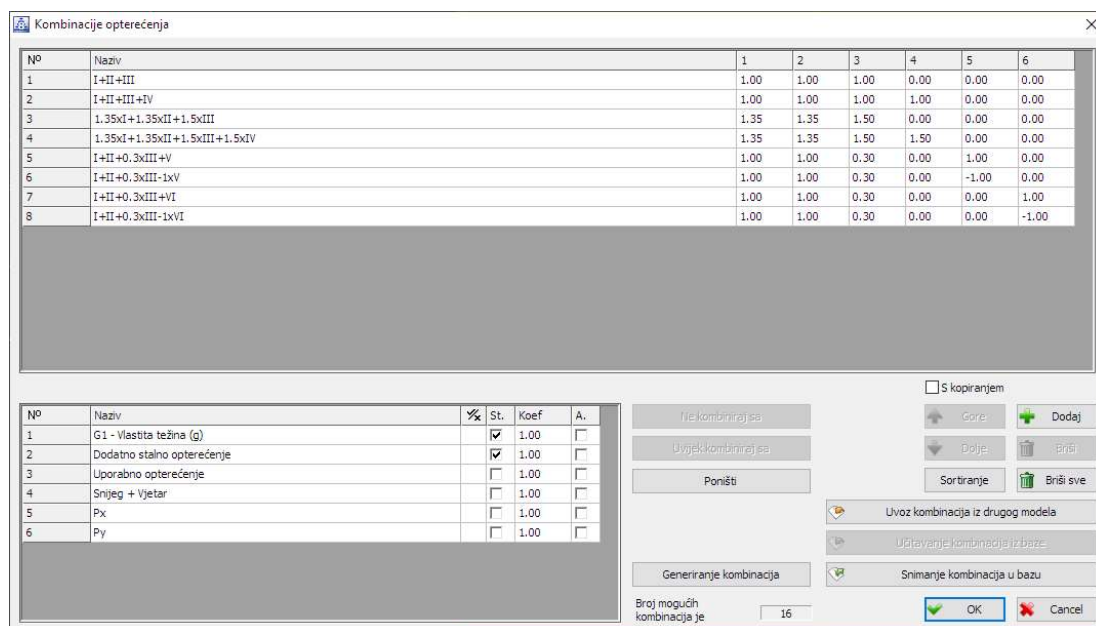 Kombinacije opterećenja
Nº Naziv 1 2 3 4 5 6
1 I+II+III 1.00 1.00 1.00 0.00 0.00 0.00
2 I+II+III+IV 1.00 1.00 1.00 1.00 0.00 0.00
3 1.35xI+1.35xII+1.5xIII 1.35 1.35 1.50 0.00 0.00 0.00
4 1.35xI+1.35xII+1.5xIII+1.5xIV 1.35 1.35 1.50 1.50 0.00 0.00
5 I+II+0.3xIII+V 1.00 1.00 0.30 0.00 1.00 0.00
6 I+II+0.3xIII-1xV 1.00 1.00 0.30 0.00 -1.00 0.00
7 I+II+0.3xIII+VI 1.00 1.00 0.30 0.00 0.00 1.00
8 I+II+0.3xIII-1xVI 1.00 1.00 0.30 0.00 0.00 -1.00
S kopiranjem
Nº Naziv St. Koef A.
1 G1 - Vlastita težina (g) 1.00
2 Dodatno stalno opterećenje 1.00
3 Uporabno opterećenje 1.00
4 Snijeg + Vjetar 1.00
5 Px 1.00
6 Py 1.00
Ne kombiniraj sa
Uvijek kombiniraj sa
Poništi
Generiranje kombinacija
Broj mogućih
kombinacija je 16
Gore Dodaj
Dolje Briši
Sortiranje Briši sve
Uvoz kombinacija iz drugog modela
Učitavanje kombinacija iz baze
Snimanje kombinacija u bazu
OK Cancel